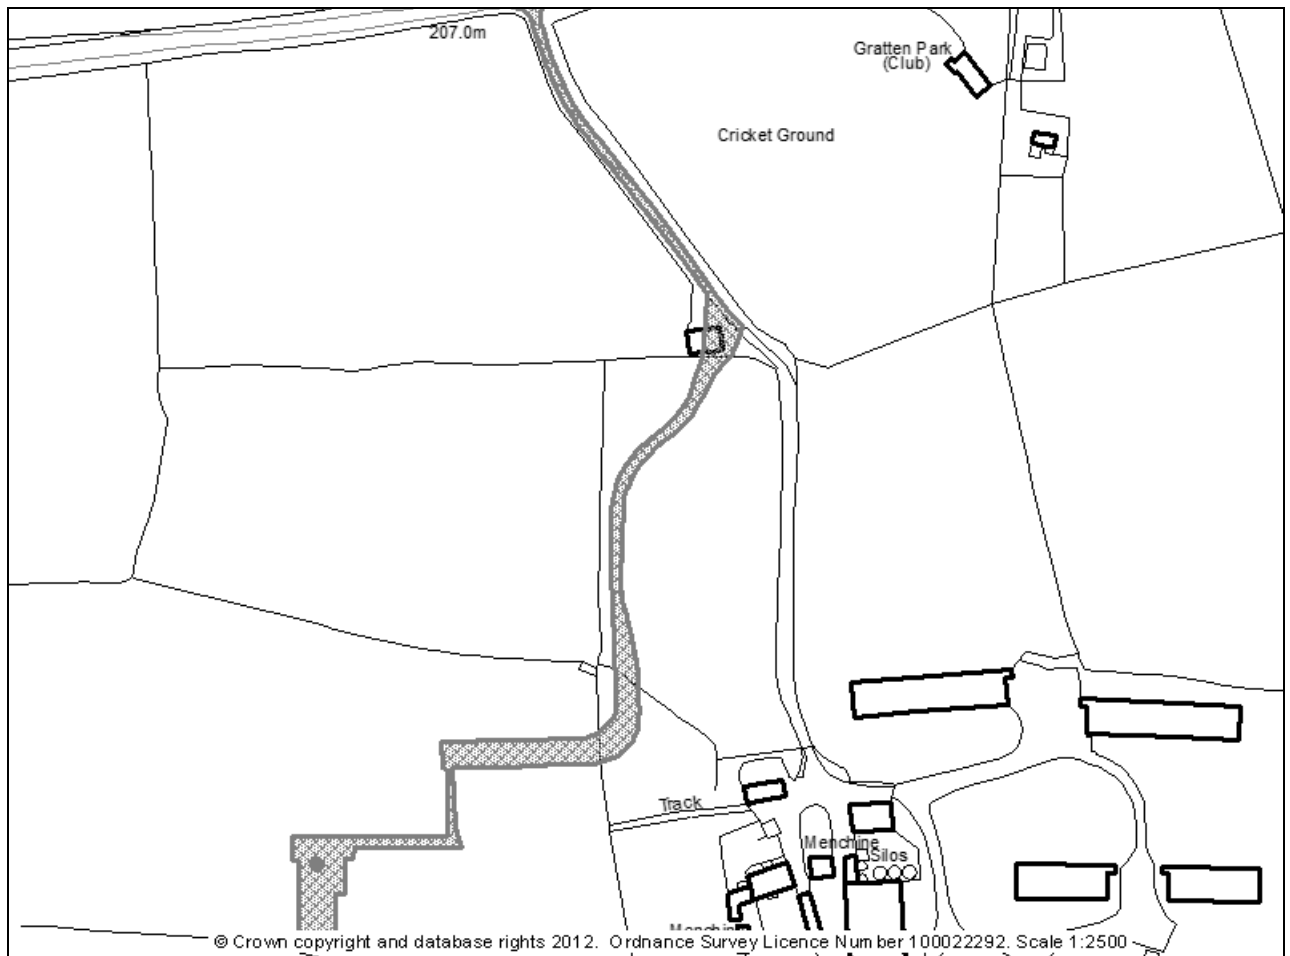 207.0m
Gratten Park
(Club)
Cricket Ground
Track
Menchine
Silos
© Crown copyright and database rights 2012. Ordnance Survey Licence Number 100022292. Scale 1:2500